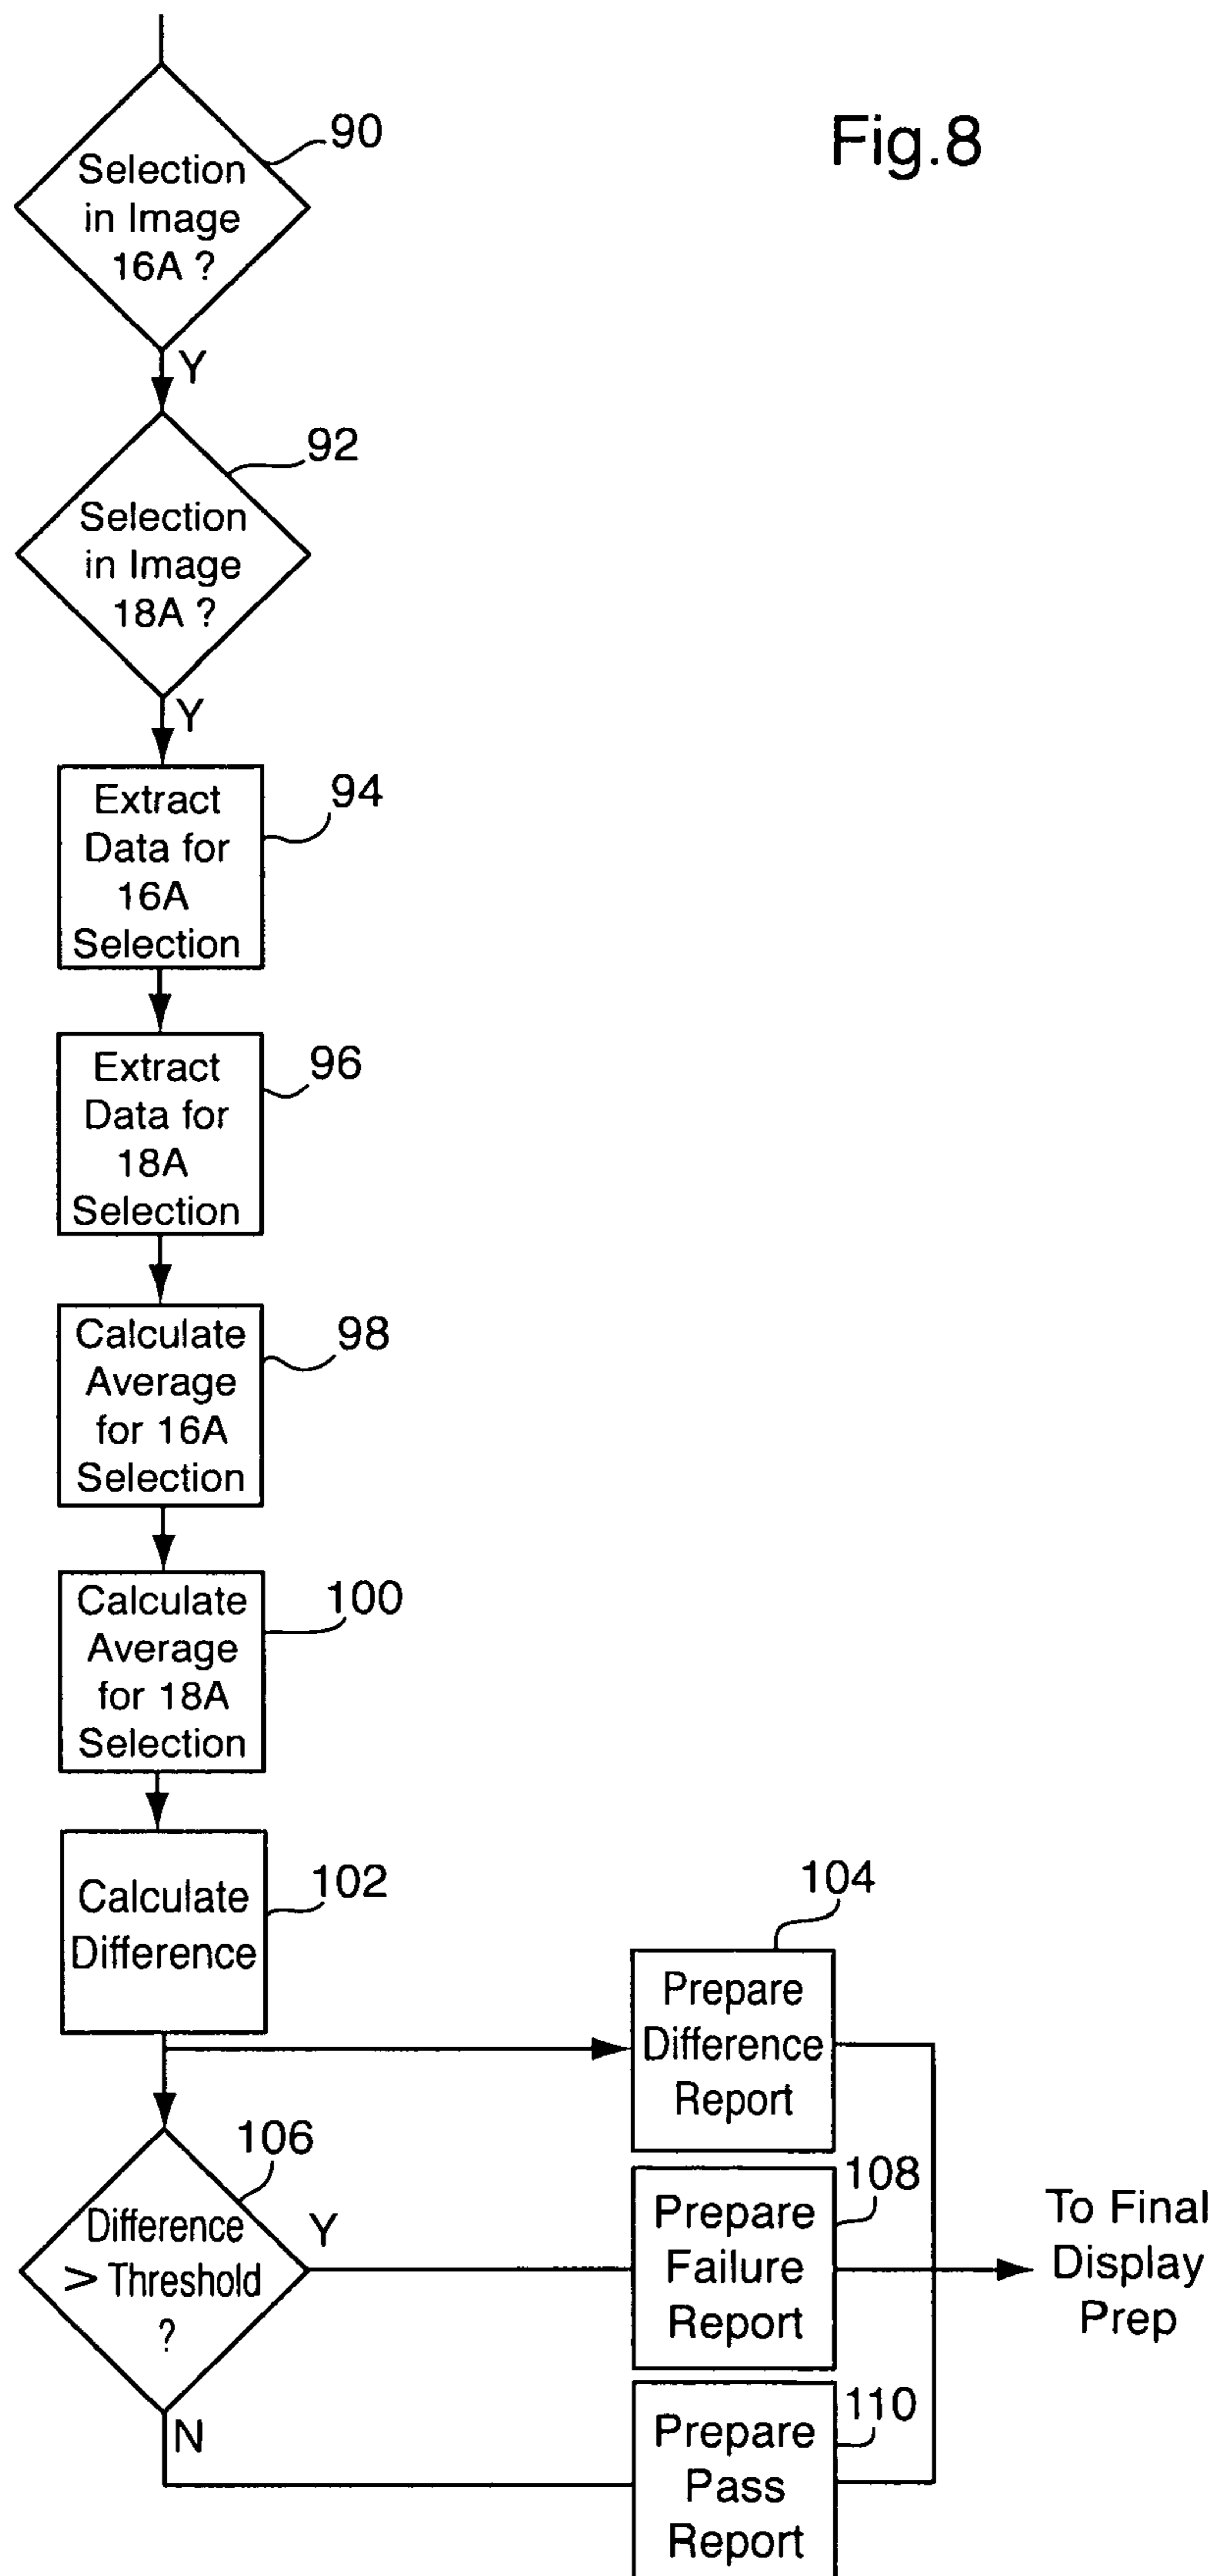 Fig.8
90
Selection
in Image
16A ?
Y
92
Selection
in Image
18A ?
Y
94
Extract
Data for
16A
Selection
96
Extract
Data for
18A
Selection
98
Calculate
Average
for 16A
Selection
100
Calculate
Average
for 18A
Selection
102
Calculate
Difference
104
Prepare
Difference
Report
106
Difference
> Threshold
?
Y
N
108
Prepare
Failure
Report
110
Prepare
Pass
Report
To Final
Display
Prep